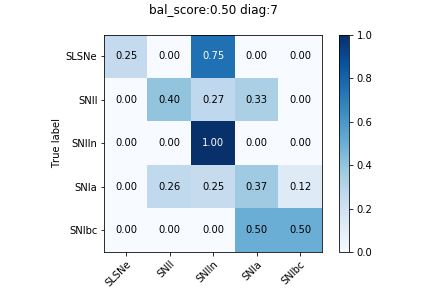 bal_score:0.50 diag:7
SLSNe 0.25 0.00 0.75 0.00 0.00
SNII 0.00 0.40 0.27 0.33 0.00
SNIIn 0.00 0.00 1.00 0.00 0.00
SNIa 0.00 0.26 0.25 0.37 0.12
SNIbc 0.00 0.00 0.00 0.50 0.50
True label
SLSNe SNII SNIIn SNIa SNIbc
1.0
0.8
0.6
0.4
0.2
0.0